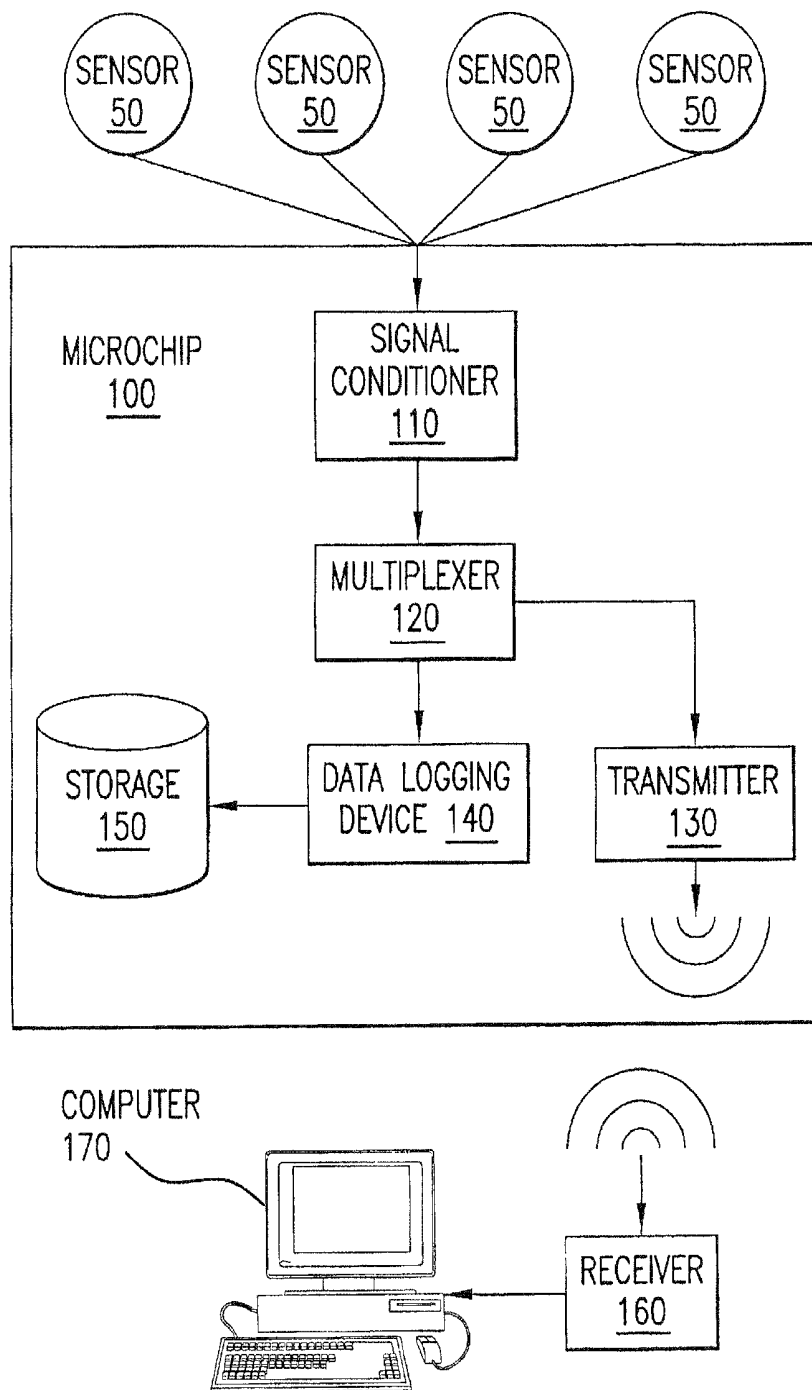 SENSOR
50
SENSOR
50
SENSOR
50
SENSOR
50
MICROCHIP
100
SIGNAL
CONDITIONER
110
MULTIPLEXER
120
STORAGE
150
DATA LOGGING
DEVICE 140
TRANSMITTER
130
COMPUTER
170
RECEIVER
160